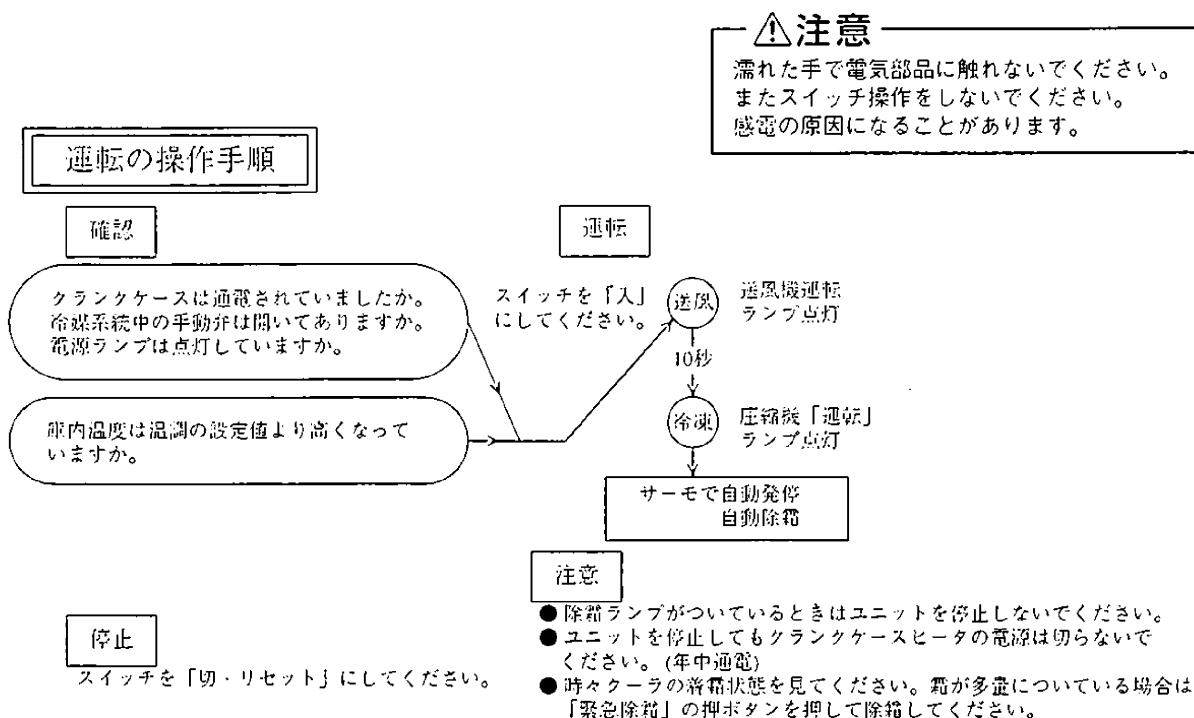 ⚠注意
濡れた手で電気部品に触れないでください。
またスイッチ操作をしないでください。
感電の原因になることがあります。
運転の操作手順
確認
クランクケースは通電されていましたか。
冷媒系統中の手動弁は開いてありますか。
電源ランプは点灯していますか。
庫内温度は温調の設定値より高くなって
いますか。
運転
スイッチを「入」
にしてください。
送風
送風機運転
ランプ点灯
10秒
冷凍
圧縮機「運転」
ランプ点灯
サーモで自動発停
自動除霜
停止
スイッチを「切・リセット」にしてください。
注意
●除霜ランプがついているときはユニットを停止しないでください。
●ユニットを停止してもクランクケースヒータの電源は切らないで
ください。(年中通電)
●時々クーラの着霜状態を見てください。霜が多量についている場合は
「緊急除霜」の押ボタンを押して除霜してください。